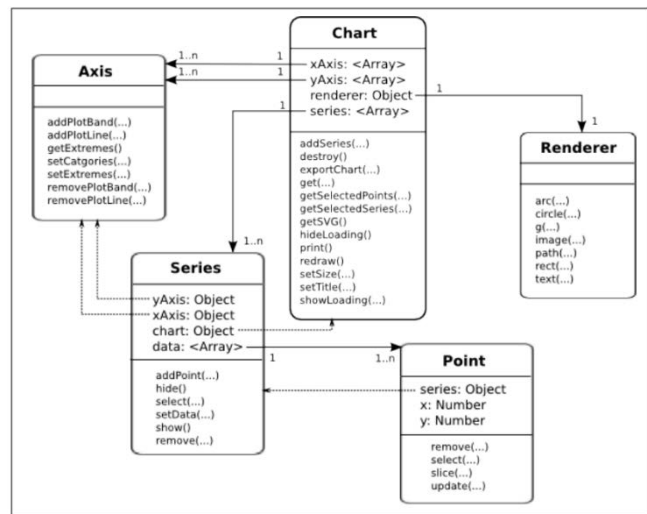 Chart
xAxis: <Array>
yAxis: <Array>
renderer: Object
series: <Array>
addSeries(...)
destroy()
exportChart(...)
get(...)
getSelectedPoints(...)
getSelectedSeries(...)
getSVG()
hideLoading()
print()
redraw()
setSize(...)
setTitle(...)
showLoading(...)
1..n
1
1..n
1
1
1
Axis
addPlotBand(...)
addPlotLine(...)
getExtremes()
setCatgories(...)
setExtremes(...)
removePlotBand(...)
removePlotLine(...)
1
Renderer
arc(...)
circle(...)
g(...)
image(...)
path(...)
rect(...)
text(...)
1..n
Series
yAxis: Object
xAxis: Object
chart: Object
data: <Array>
addPoint(...)
hide()
select(...)
setData(...)
show()
remove(...)
1
1..n
Point
series: Object
x: Number
y: Number
remove(...)
select(...)
slice(...)
update(...)